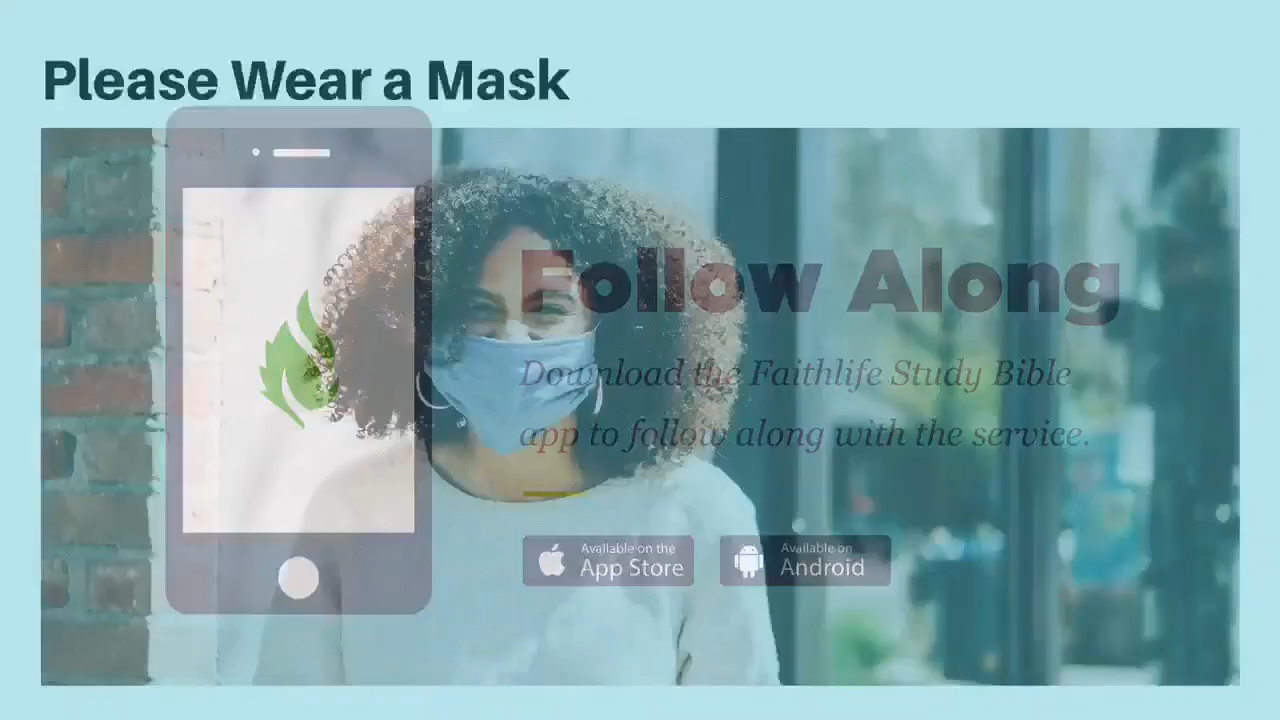 Please Wear a Mask
Follow Along
Download the Faithlife Study Bible
app to follow along with the service.
Available on the
App Store
Available on
Android